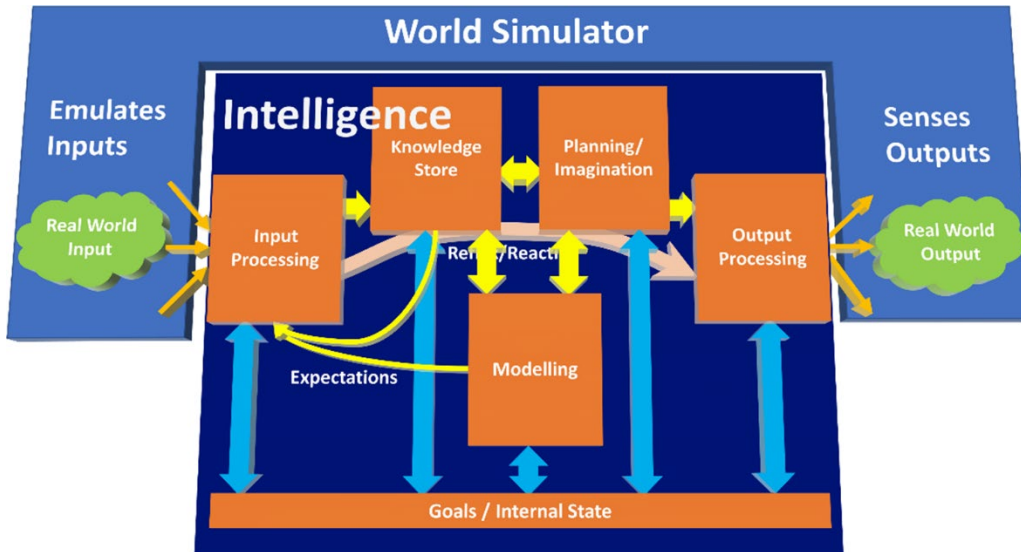 World Simulator
Emulates
Inputs
Intelligence
Senses
Outputs
Knowledge
Store
Planning/
Imagination
Real World
Input
Input
Processing
Output
Processing
Real World
Output
Modelling
Expectations
Goals / Internal State